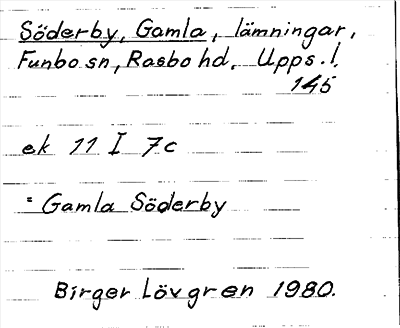 Söderby, Gamla, lämningar,
Funbo sn, Rasbo hd, Upps. l.
145
ek 11 I 7c
= Gamla Söderby
Birger Lövgren 1980.